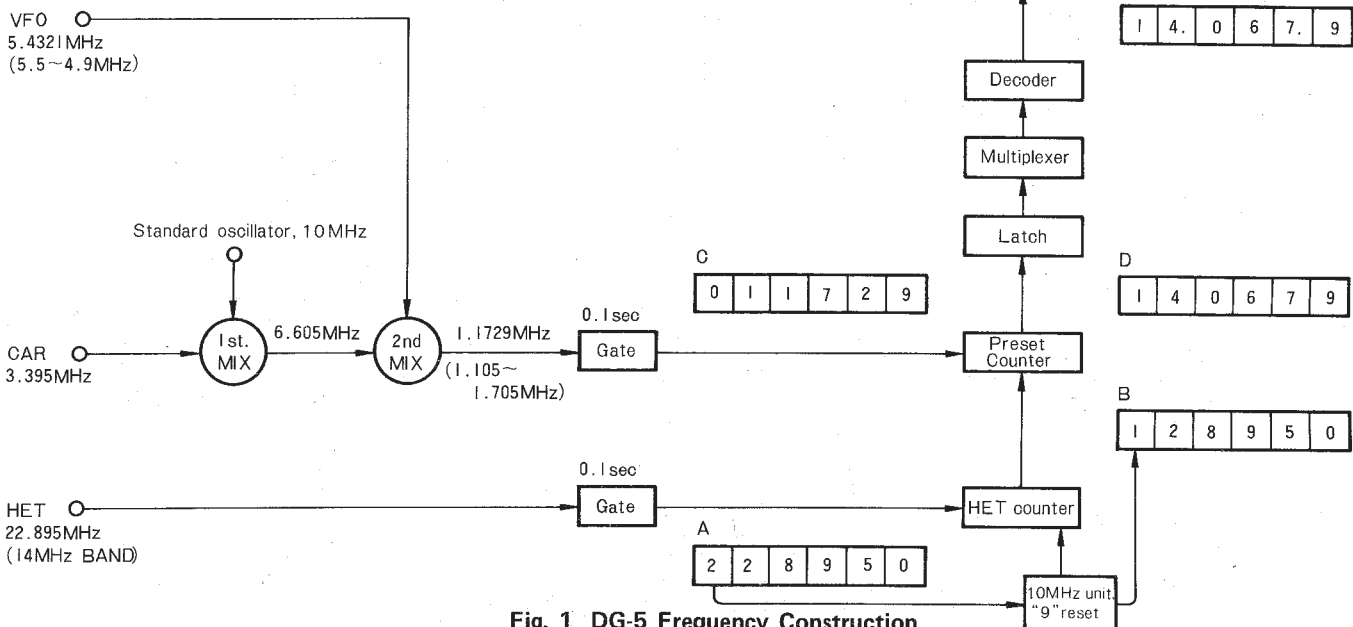 VFO
5.4321MHz
(5.5~4.9MHz)
1 4. 0 6 7. 9
Decoder
Multiplexer
Standard oscillator, 10MHz
Latch
C
0 1 1 7 2 9
D
1 4 0 6 7 9
0.1sec
1st. MIX
6.605MHz
2nd MIX
1.1729MHz
(1.105~
1.705MHz)
Gate
Preset
Counter
CAR
3.395MHz
B
1 2 8 9 5 0
0.1sec
HET
22.895MHz
(14MHz BAND)
Gate
HET counter
A
2 2 8 9 5 0
10MHz unit,
"9" reset
Fig. 1 DG-5 Frequency Construction